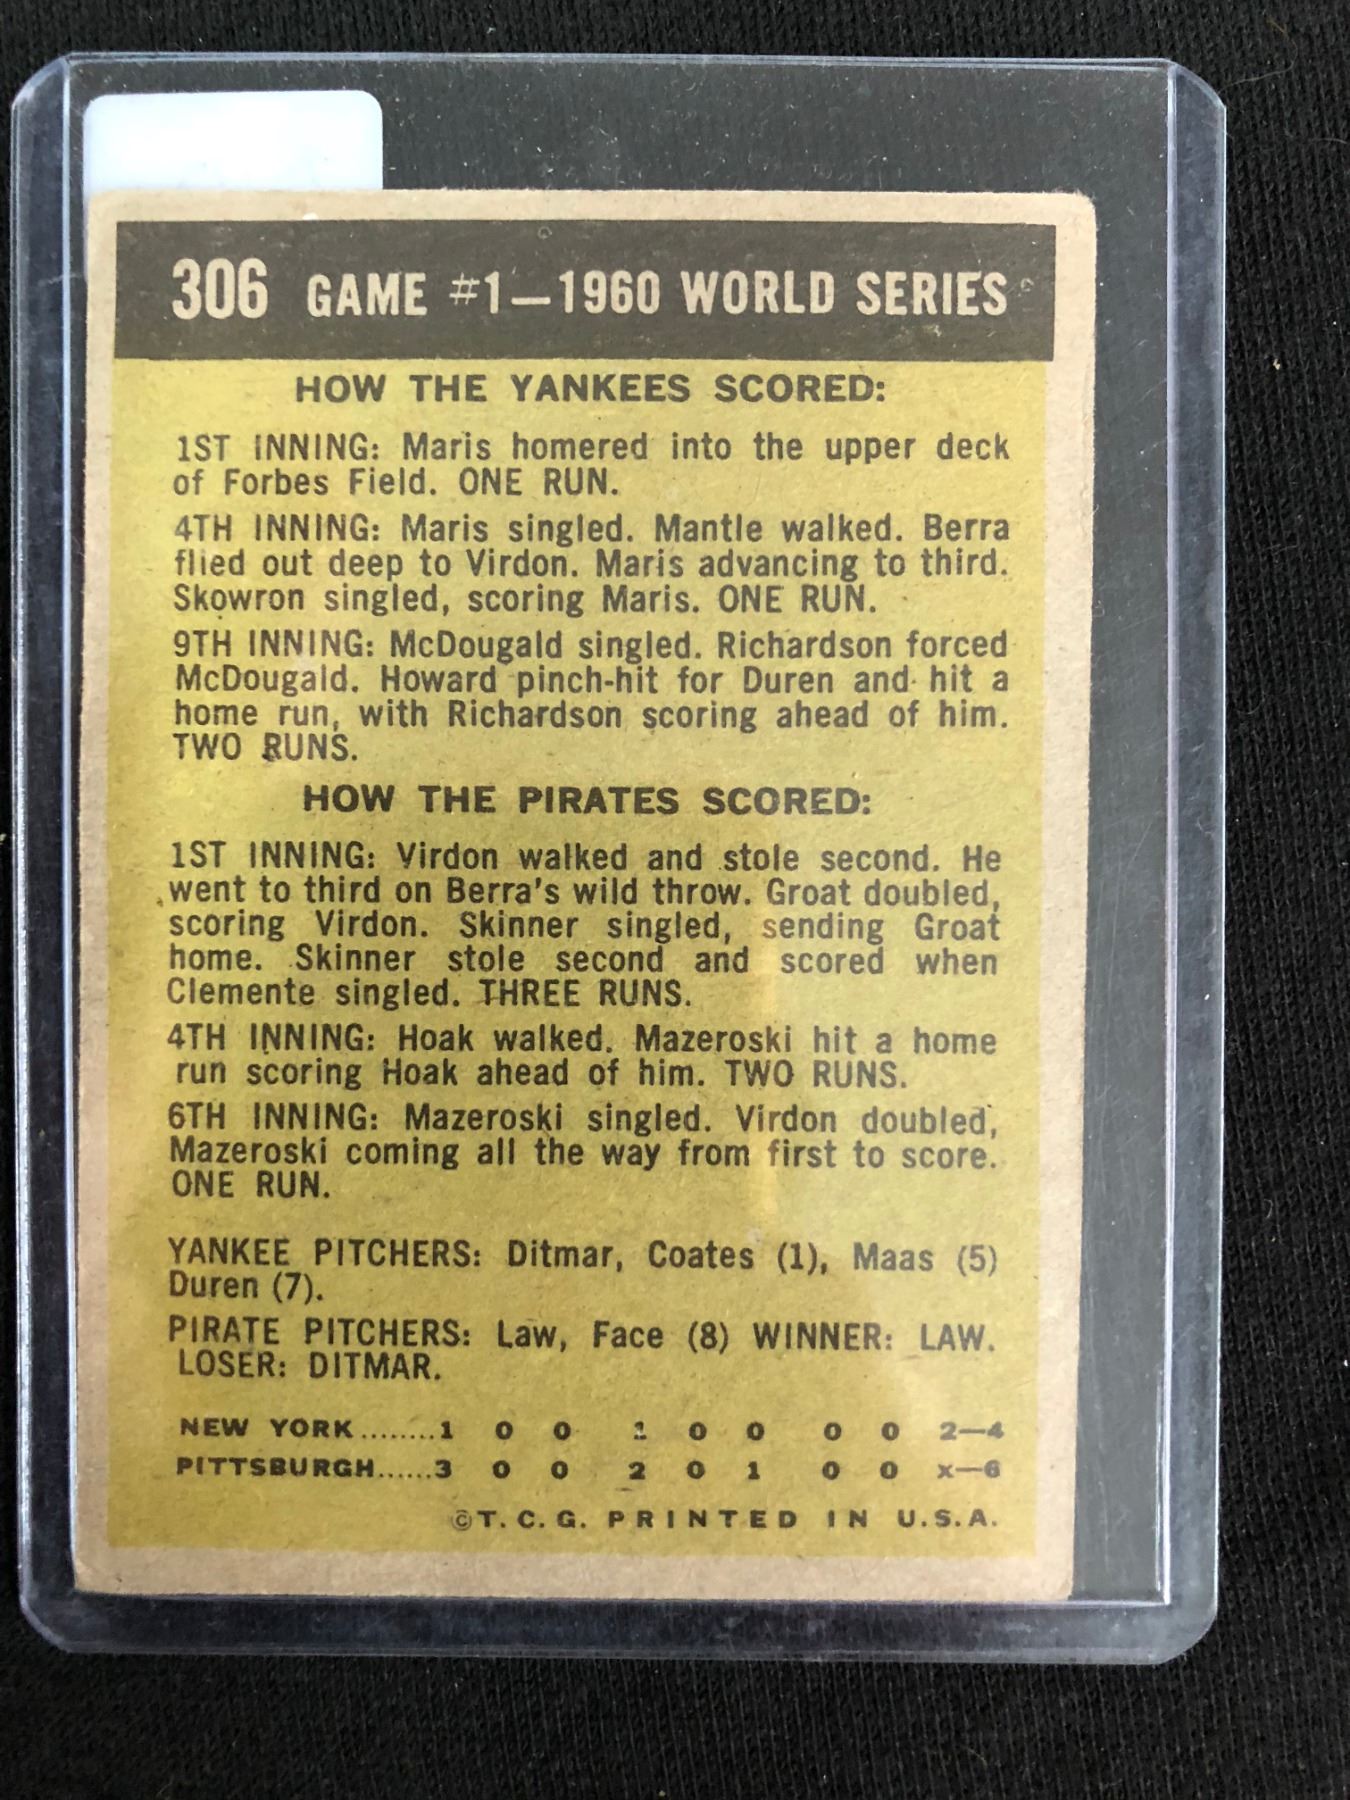 306 GAME #1—1960 WORLD SERIES
HOW THE YANKEES SCORED:
1ST INNING: Maris homered into the upper deck
of Forbes Field. ONE RUN.
4TH INNING: Maris singled. Mantle walked. Berra
flied out deep to Virdon. Maris advancing to third.
Skowron singled, scoring Maris. ONE RUN.
9TH INNING: McDougald singled. Richardson forced
McDougald. Howard pinch-hit for Duren and hit a
home run, with Richardson scoring ahead of him.
TWO RUNS.
HOW THE PIRATES SCORED:
1ST INNING: Virdon walked and stole second. He
went to third on Berra's wild throw. Groat doubled,
scoring Virdon. Skinner singled, sending Groat
home. Skinner stole second and scored when
Clemente singled. THREE RUNS.
4TH INNING: Hoak walked. Mazeroski hit a home
run scoring Hoak ahead of him. TWO RUNS.
6TH INNING: Mazeroski singled. Virdon doubled,
Mazeroski coming all the way from first to score.
ONE RUN.
YANKEE PITCHERS: Ditmar, Coates (1), Maas (5)
Duren (7).
PIRATE PITCHERS: Law, Face (8) WINNER: LAW.
LOSER: DITMAR.
NEW YORK........1 0 0 1 0 0 0 0 2—4
PITTSBURGH......3 0 0 2 0 1 0 0 x—6
©T.C.G. PRINTED IN U.S.A.